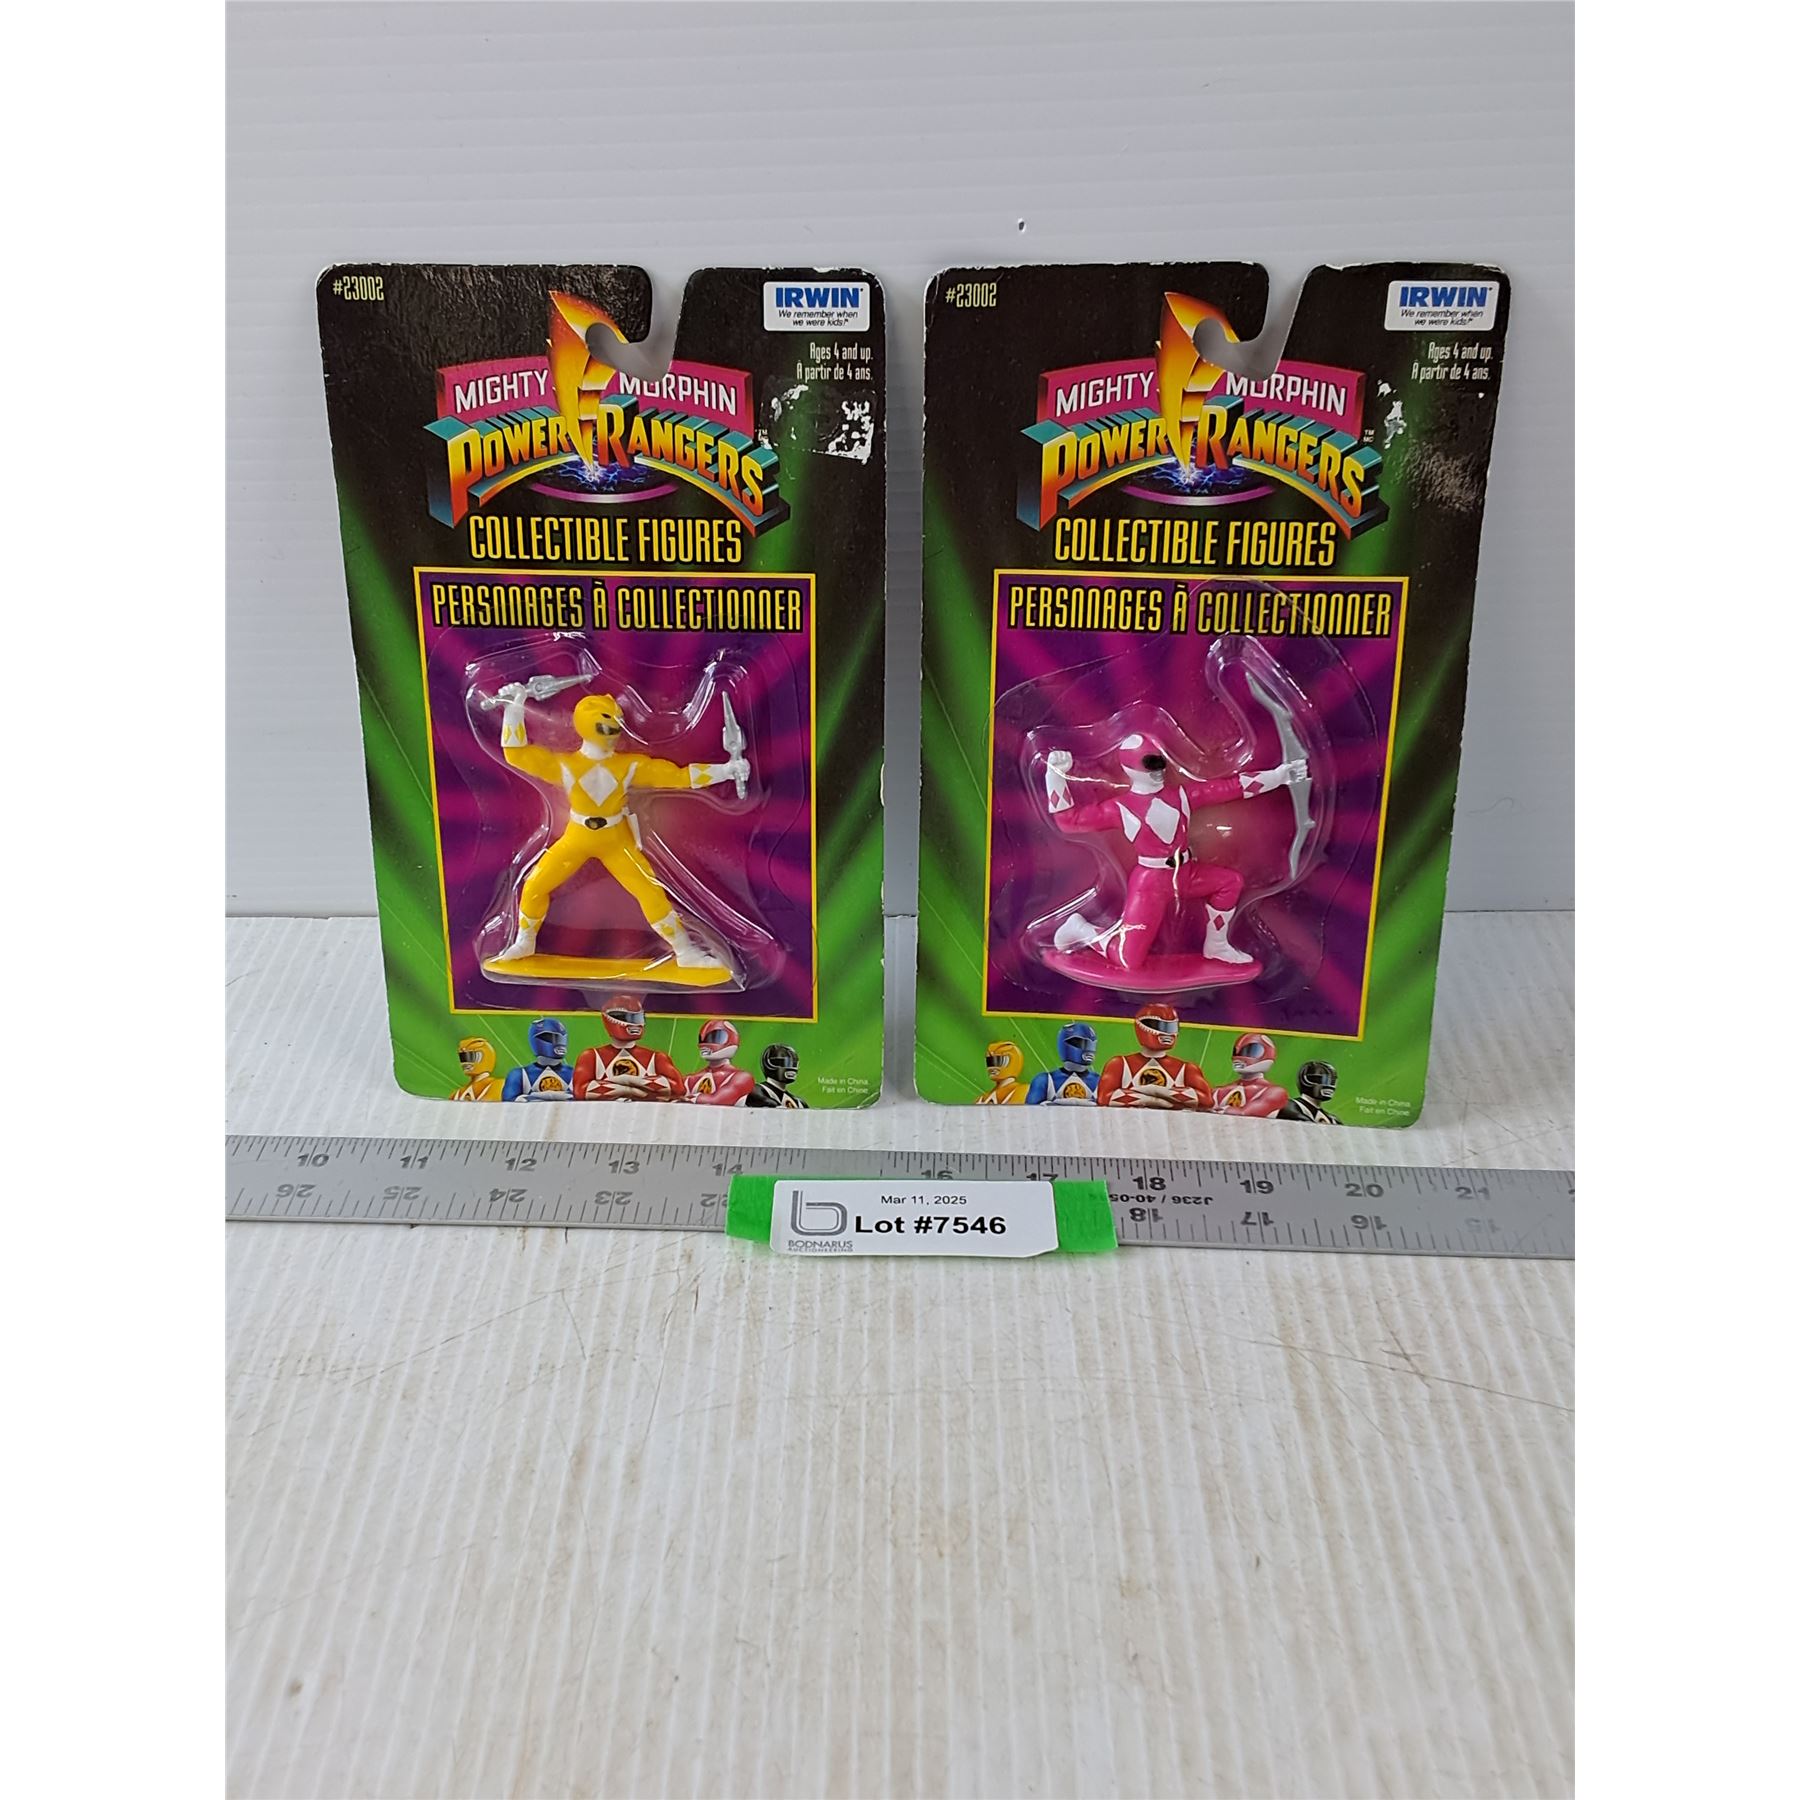 #23002
IRWIN
We remember when
we were kids!
Ages 4 and up.
À partir de 4 ans.
MIGHTY MORPHIN
POWER RANGERS
COLLECTIBLE FIGURES
PERSONNAGES À COLLECTIONNER
Made in China
Fait en Chine
#23002
IRWIN
We remember when
we were kids!
Ages 4 and up.
À partir de 4 ans.
MIGHTY MORPHIN
POWER RANGERS
COLLECTIBLE FIGURES
PERSONNAGES À COLLECTIONNER
Made in China
Fait en Chine
10 11 12 13 14 16 17 18 19 20 21
26 25 24 23 18 17 16 15
Mar 11, 2025
Lot #7546
BODNARUS
AUCTIONEERING